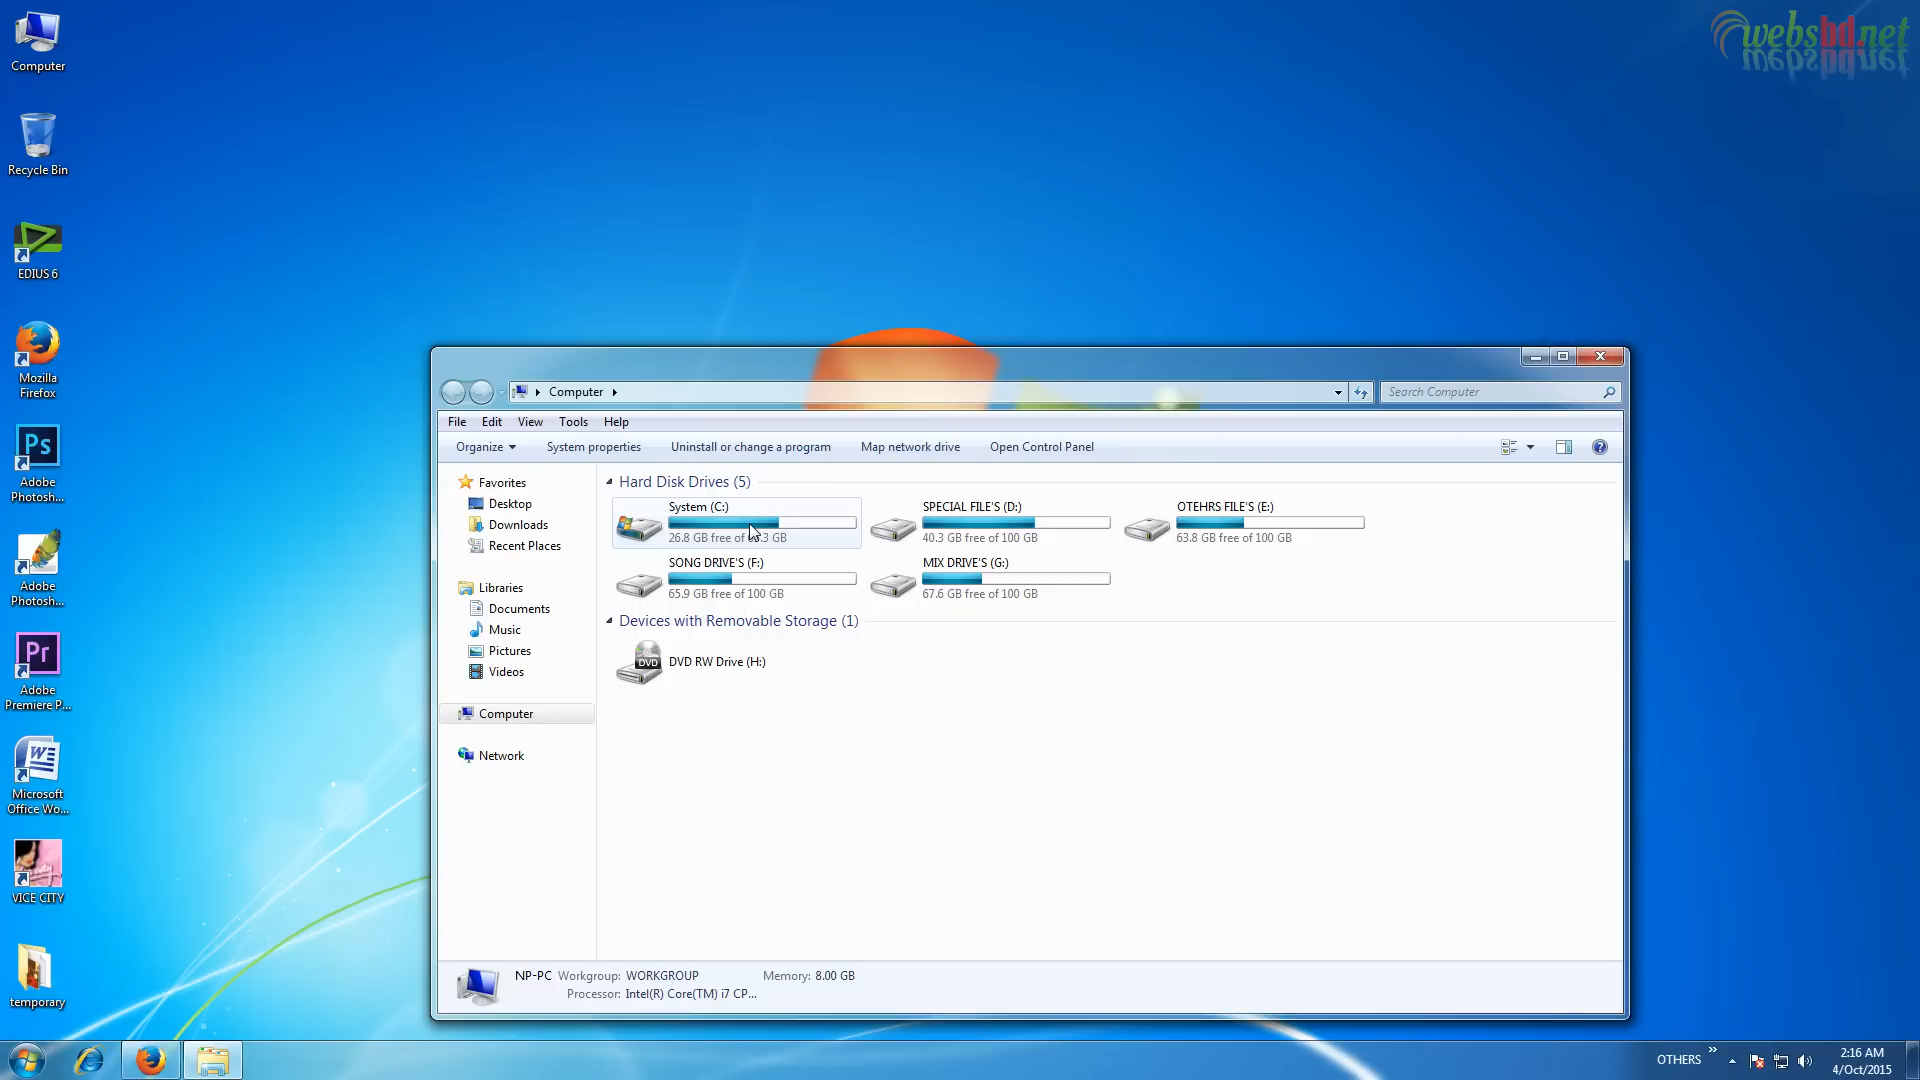 Computer
Recycle Bin
EDIUS 6
Mozilla
Firefox
Ps
Adobe
Photosh...
Adobe
Photosh...
Pr
Adobe
Premiere P...
W
Microsoft
Office Wo...
VICE CITY
temporary
websbd.net
Computer
Search Computer
File Edit View Tools Help
Organize System properties Uninstall or change a program Map network drive Open Control Panel
Favorites
Desktop
Downloads
Recent Places
Libraries
Documents
Music
Pictures
Videos
Computer
Network
Hard Disk Drives (5)
System (C:)
26.8 GB free of .3 GB
SPECIAL FILE'S (D:)
40.3 GB free of 100 GB
OTEHRS FILE'S (E:)
63.8 GB free of 100 GB
SONG DRIVE'S (F:)
65.9 GB free of 100 GB
MIX DRIVE'S (G:)
67.6 GB free of 100 GB
Devices with Removable Storage (1)
DVD
DVD RW Drive (H:)
NP-PC Workgroup: WORKGROUP Memory: 8.00 GB
Processor: Intel(R) Core(TM) i7 CP...
OTHERS
2:16 AM
4/Oct/2015